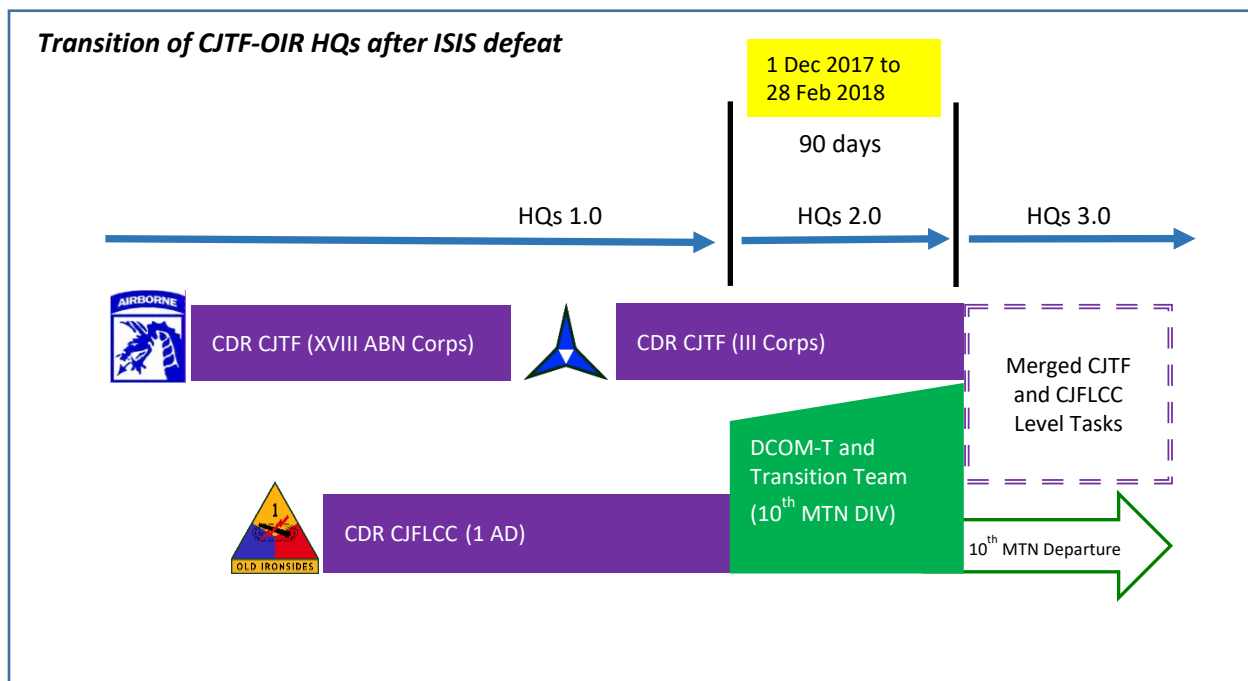 Transition of CJTF-OIR HQs after ISIS defeat
1 Dec 2017 to
28 Feb 2018
90 days
HQs 1.0
HQs 2.0
HQs 3.0
AIRBORNE
CDR CJTF (XVIII ABN Corps)
CDR CJTF (III Corps)
Merged CJTF
and CJFLCC
Level Tasks
DCOM-T and
Transition Team
(10th MTN DIV)
1
OLD IRONSIDES
CDR CJFLCC (1 AD)
10th MTN Departure